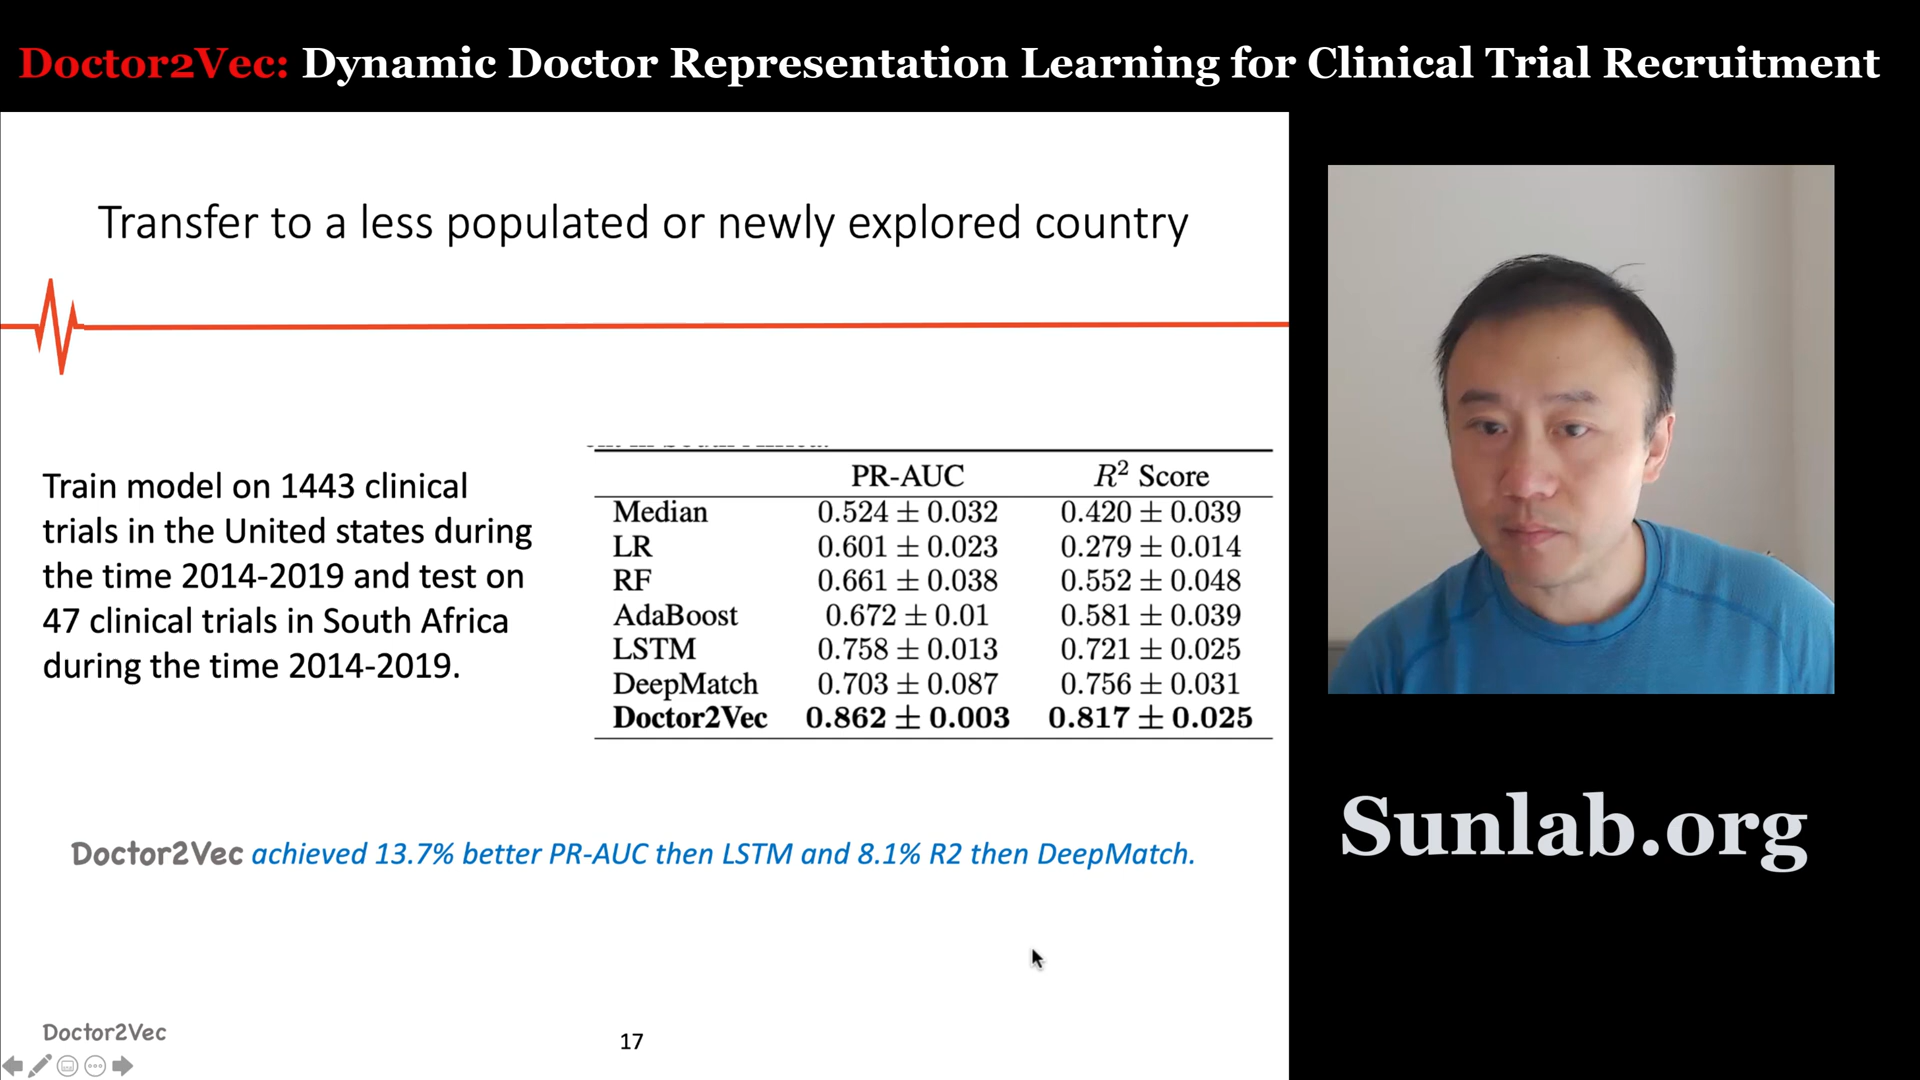 Doctor2Vec: Dynamic Doctor Representation Learning for Clinical Trial Recruitment
Transfer to a less populated or newly explored country
Train model on 1443 clinical
trials in the United states during
the time 2014-2019 and test on
47 clinical trials in South Africa
during the time 2014-2019.
PR-AUC R² Score
Median 0.524 ± 0.032 0.420 ± 0.039
LR 0.601 ± 0.023 0.279 ± 0.014
RF 0.661 ± 0.038 0.552 ± 0.048
AdaBoost 0.672 ± 0.01 0.581 ± 0.039
LSTM 0.758 ± 0.013 0.721 ± 0.025
DeepMatch 0.703 ± 0.087 0.756 ± 0.031
Doctor2Vec 0.862 ± 0.003 0.817 ± 0.025
Doctor2Vec achieved 13.7% better PR-AUC then LSTM and 8.1% R2 then DeepMatch.
Doctor2Vec
17
Sunlab.org